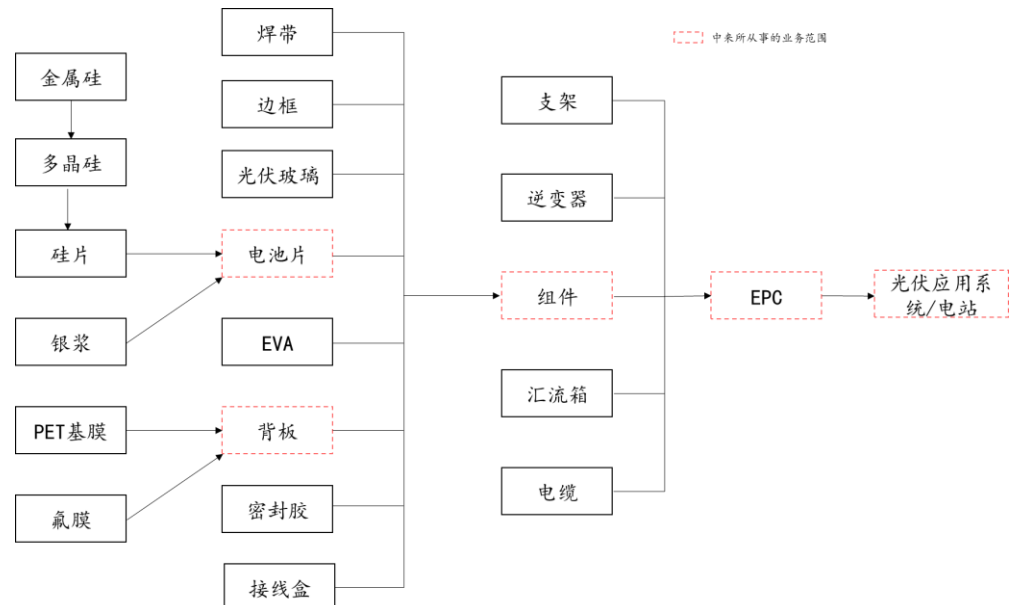 中来所从事的业务范围
金属硅
多晶硅
硅片
银浆
PET基膜
氟膜
焊带
边框
光伏玻璃
电池片
EVA
背板
密封胶
接线盒
支架
逆变器
组件
汇流箱
电缆
EPC
光伏应用系
统/电站